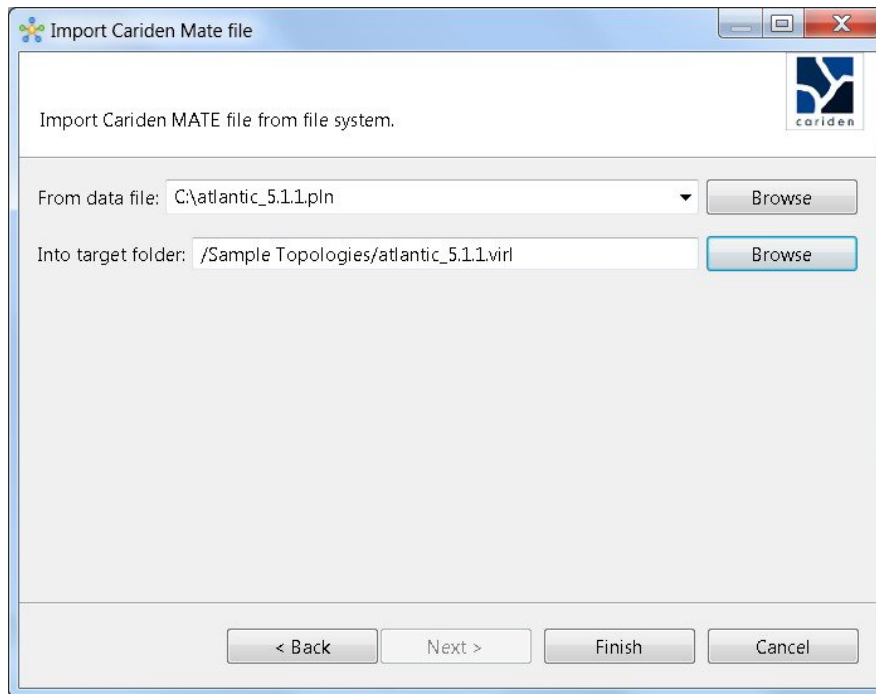 Import Cariden Mate file
cariden
Import Cariden MATE file from file system.
From data file: C:\atlantic_5.1.1.pln Browse
Into target folder: /Sample Topologies/atlantic_5.1.1.virl Browse
< Back Next > Finish Cancel